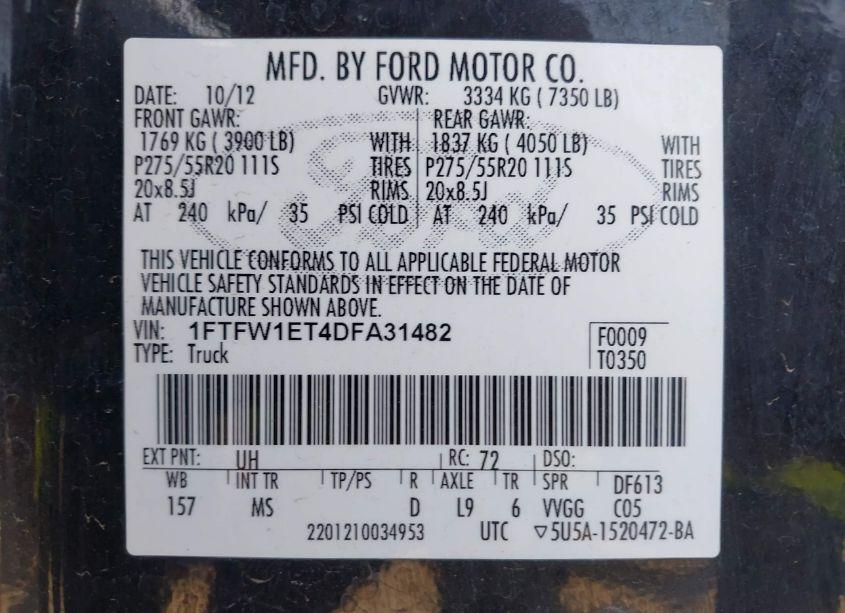 MFD. BY FORD MOTOR CO.
DATE: 10/12 GVWR: 3334 KG ( 7350 LB)
FRONT GAWR: REAR GAWR:
1769 KG ( 3900 LB) WITH 1837 KG ( 4050 LB) WITH
P275/55R20 111S TIRES P275/55R20 111S TIRES
20x8.5J RIMS 20x8.5J RIMS
AT 240 kPa/ 35 PSI COLD AT 240 kPa/ 35 PSI COLD
THIS VEHICLE CONFORMS TO ALL APPLICABLE FEDERAL MOTOR
VEHICLE SAFETY STANDARDS IN EFFECT ON THE DATE OF
MANUFACTURE SHOWN ABOVE.
VIN: 1FTFW1ET4DFA31482 F0009
TYPE: Truck T0350
EXT PNT: UH RC: 72 DSO:
WB INT TR TP/PS R AXLE TR SPR DF613
157 MS D L9 6 VVGG C05
2201210034953 UTC ▽5U5A-1520472-BA